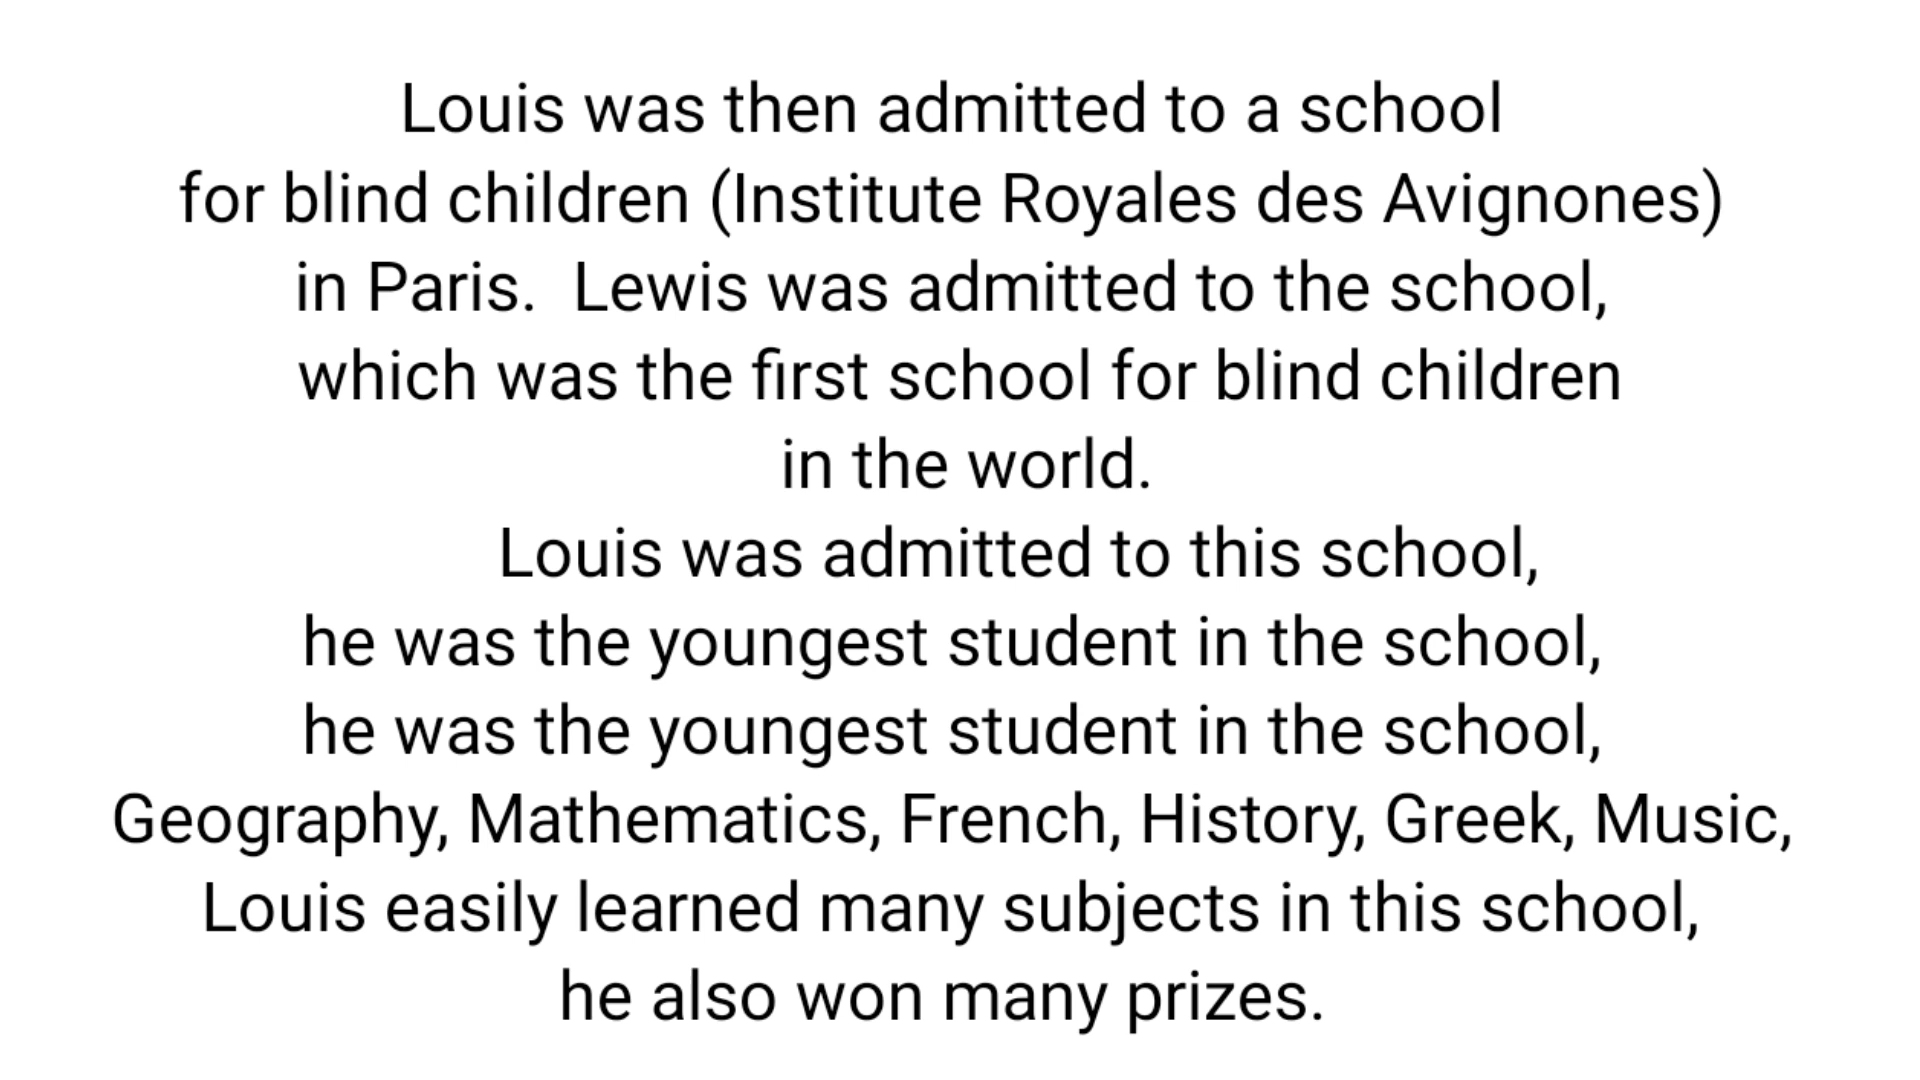 Louis was then admitted to a school
for blind children (Institute Royales des Avignones)
in Paris.  Lewis was admitted to the school,
which was the first school for blind children
in the world.
Louis was admitted to this school,
he was the youngest student in the school,
he was the youngest student in the school,
Geography, Mathematics, French, History, Greek, Music,
Louis easily learned many subjects in this school,
he also won many prizes.